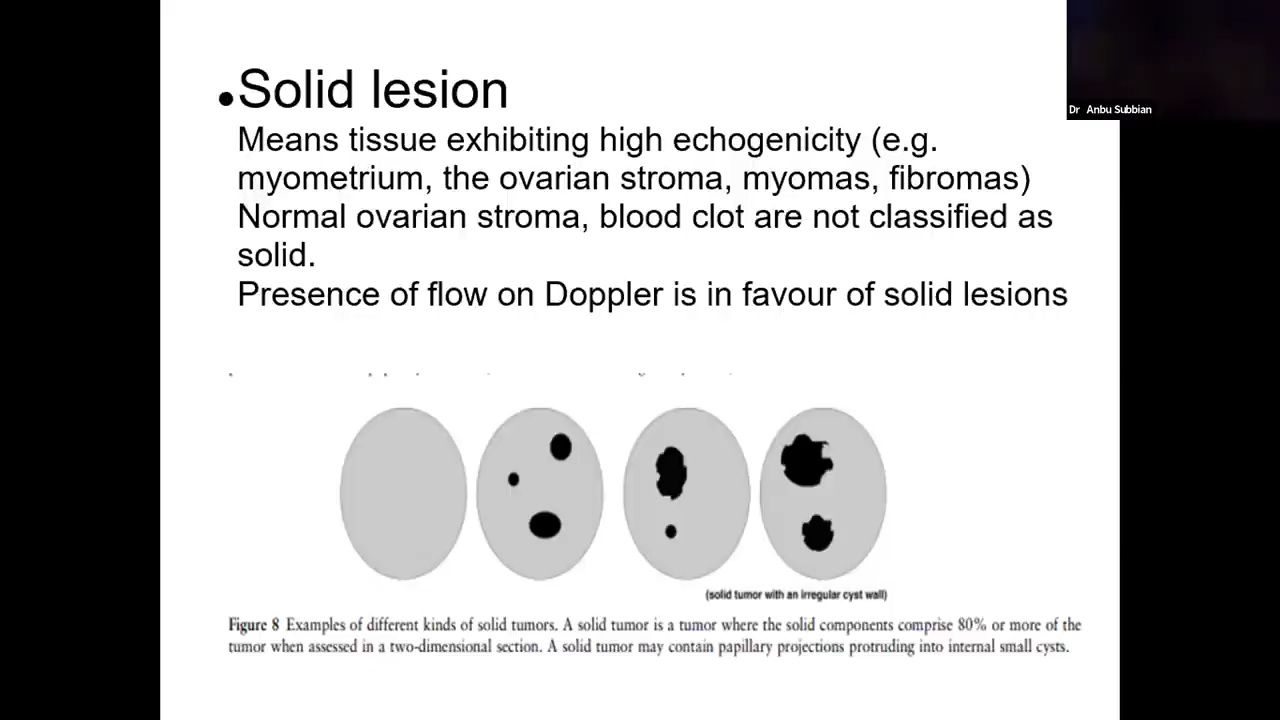 •Solid lesion
Means tissue exhibiting high echogenicity (e.g.
myometrium, the ovarian stroma, myomas, fibromas)
Normal ovarian stroma, blood clot are not classified as
solid.
Presence of flow on Doppler is in favour of solid lesions
Dr Anbu Subbian
(solid tumor with an irregular cyst wall)
Figure 8 Examples of different kinds of solid tumors. A solid tumor is a tumor where the solid components comprise 80% or more of the
tumor when assessed in a two-dimensional section. A solid tumor may contain papillary projections protruding into internal small cysts.